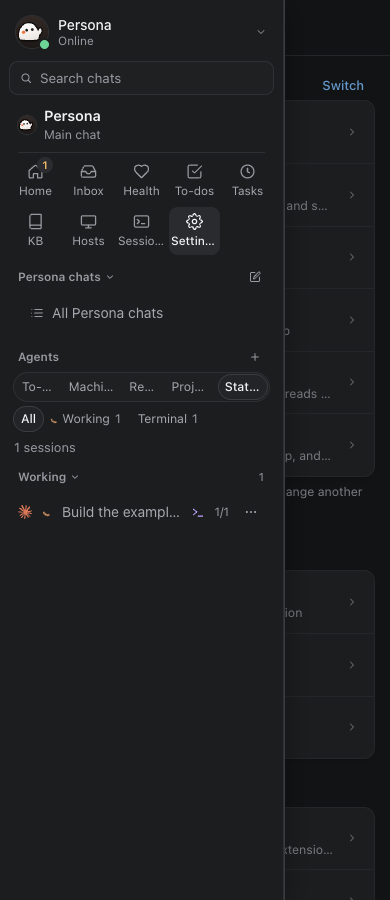 Persona
Online
Switch
Search chats
Persona
Main chat
1
Home Inbox Health To-dos Tasks
and s...
KB Hosts Sessio... Settin...
Persona chats
All Persona chats
Agents
To-... Machi... Re... Proj... Stat...
reads ...
All Working 1 Terminal 1
1 sessions
p, and...
Working 1
ange another
Build the exampl... 1/1 ...
ion
xtensio...